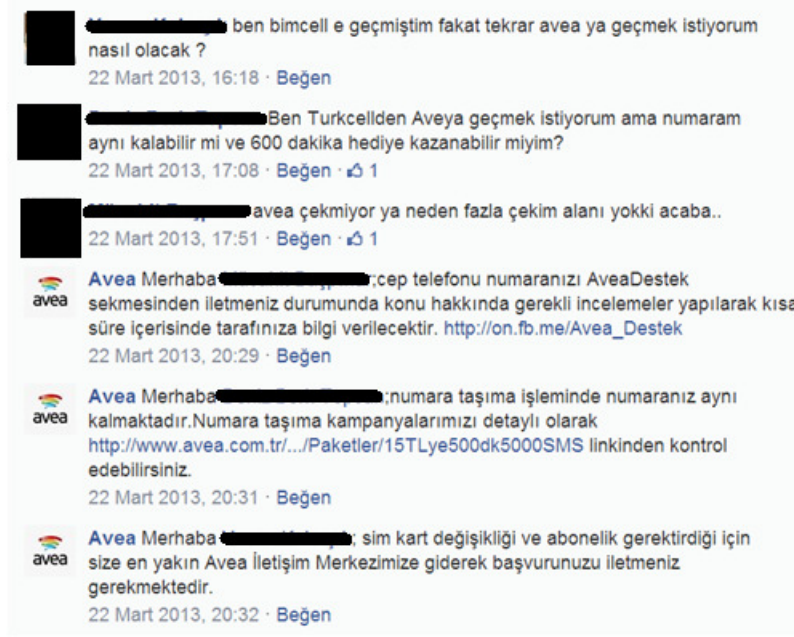 ben bimcell e geçmiştim fakat tekrar avea ya geçmek istiyorum
nasıl olacak ?
22 Mart 2013, 16:18 · Beğen
Ben Turkcellden Aveya geçmek istiyorum ama numaram
aynı kalabilir mi ve 600 dakika hediye kazanabilir miyim?
22 Mart 2013, 17:08 · Beğen · 1
avea çekmiyor ya neden fazla çekim alanı yokki acaba..
22 Mart 2013, 17:51 · Beğen · 1
avea
Avea Merhaba ;cep telefonu numaranızı AveaDestek
sekmesinden iletmeniz durumunda konu hakkında gerekli incelemeler yapılarak kısa
süre içerisinde tarafınıza bilgi verilecektir. http://on.fb.me/Avea_Destek
22 Mart 2013, 20:29 · Beğen
avea
Avea Merhaba ;numara taşıma işleminde numaranız aynı
kalmaktadır.Numara taşıma kampanyalarımızı detaylı olarak
http://www.avea.com.tr/.../Paketler/15TLye500dk5000SMS linkinden kontrol
edebilirsiniz.
22 Mart 2013, 20:31 · Beğen
avea
Avea Merhaba ; sim kart değişikliği ve abonelik gerektirdiği için
size en yakın Avea İletişim Merkezimize giderek başvurunuzu iletmeniz
gerekmektedir.
22 Mart 2013, 20:32 · Beğen